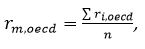 r_{m,oecd} = \frac{\sum r_{i,oecd}}{n},